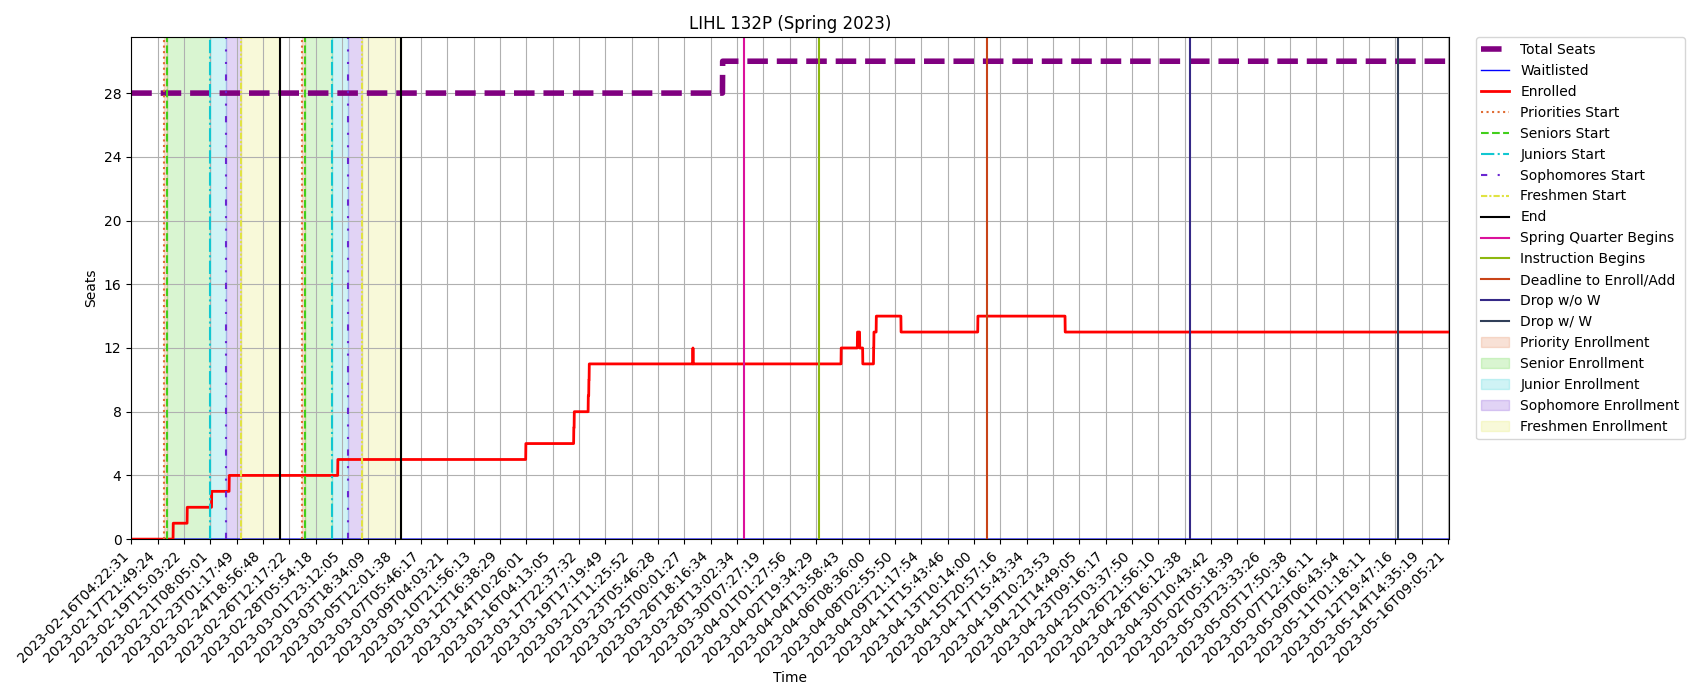 LIHL 132P (Spring 2023)
Seats
28
24
20
16
12
8
4
0
2023-02-16T04:22:31
2023-02-17T21:49:24
2023-02-19T15:03:22
2023-02-21T08:05:01
2023-02-23T01:17:49
2023-02-24T18:56:48
2023-02-26T12:17:22
2023-02-28T05:54:18
2023-03-01T23:12:05
2023-03-03T18:34:09
2023-03-05T12:01:38
2023-03-07T05:46:17
2023-03-09T04:03:21
2023-03-10T21:56:13
2023-03-12T16:38:29
2023-03-14T10:26:01
2023-03-16T04:13:05
2023-03-17T22:37:32
2023-03-19T17:19:49
2023-03-21T11:25:52
2023-03-23T05:46:28
2023-03-25T00:01:27
2023-03-26T18:16:34
2023-03-28T13:02:34
2023-03-30T07:27:19
2023-04-01T01:27:56
2023-04-02T19:34:29
2023-04-04T13:58:43
2023-04-06T08:36:00
2023-04-08T02:55:50
2023-04-09T21:17:54
2023-04-11T15:43:46
2023-04-13T10:14:00
2023-04-15T20:57:16
2023-04-17T15:43:34
2023-04-19T10:23:53
2023-04-21T14:49:05
2023-04-23T09:16:17
2023-04-25T03:37:50
2023-04-26T21:56:10
2023-04-28T16:12:38
2023-04-30T10:43:42
2023-05-02T05:18:39
2023-05-03T23:33:26
2023-05-05T17:50:38
2023-05-07T12:16:11
2023-05-09T06:43:54
2023-05-11T01:18:11
2023-05-12T19:47:16
2023-05-14T14:35:19
2023-05-16T09:05:21
Time
Total Seats
Waitlisted
Enrolled
Priorities Start
Seniors Start
Juniors Start
Sophomores Start
Freshmen Start
End
Spring Quarter Begins
Instruction Begins
Deadline to Enroll/Add
Drop w/o W
Drop w/ W
Priority Enrollment
Senior Enrollment
Junior Enrollment
Sophomore Enrollment
Freshmen Enrollment